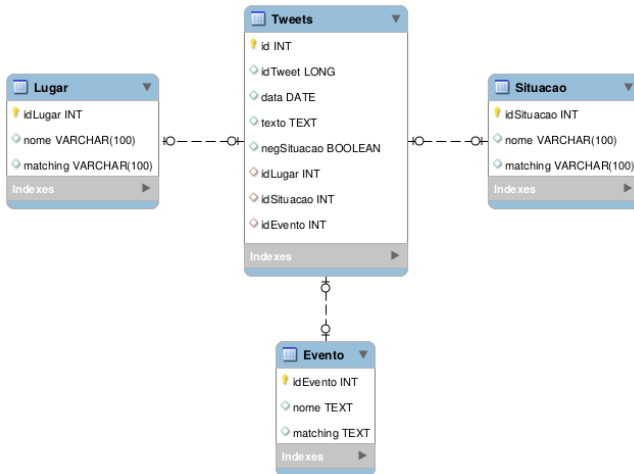 Tweets
id INT
idTweet LONG
data DATE
texto TEXT
negSituacao BOOLEAN
idLugar INT
idSituacao INT
idEvento INT
Indexes
Lugar
idLugar INT
nome VARCHAR(100)
matching VARCHAR(100)
Indexes
Situacao
idSituacao INT
nome VARCHAR(100)
matching VARCHAR(100)
Indexes
Evento
idEvento INT
nome TEXT
matching TEXT
Indexes